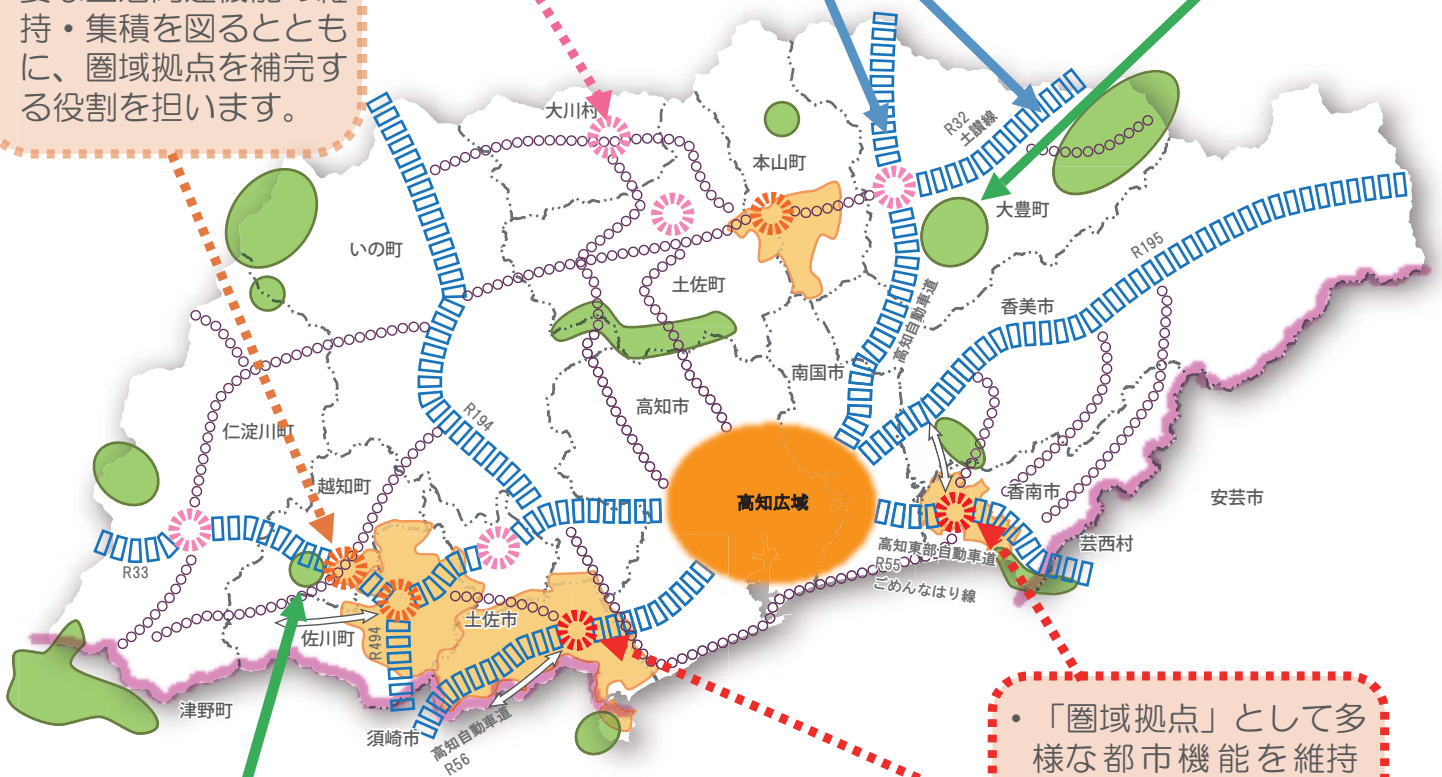 持・集積を図るととも
に、圏域拠点を補完す
る役割を担います。
大川村
R32
土讃線
本山町
大豊町
いの町
R195
土佐町
香美市
高知自動車道
南国市
高知市
仁淀川町
R194
越知町
高知広域
香南市
安芸市
芸西村
高知東部自動車道
R55
ごめんなはり線
R33
土佐市
佐川町
R494
津野町
須崎市
高知自動車道
R56
・「圏域拠点」として多
様な都市機能を維持